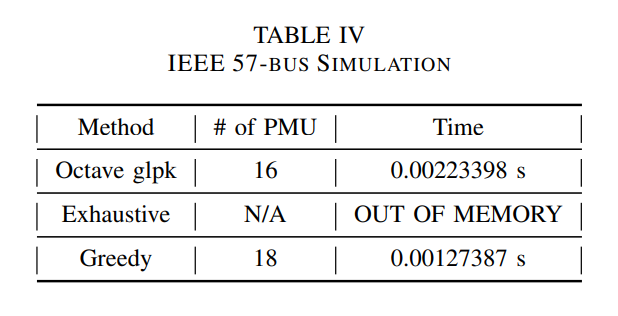 TABLE IV
IEEE 57-BUS SIMULATION
Method # of PMU Time
Octave glpk 16 0.00223398 s
Exhaustive N/A OUT OF MEMORY
Greedy 18 0.00127387 s